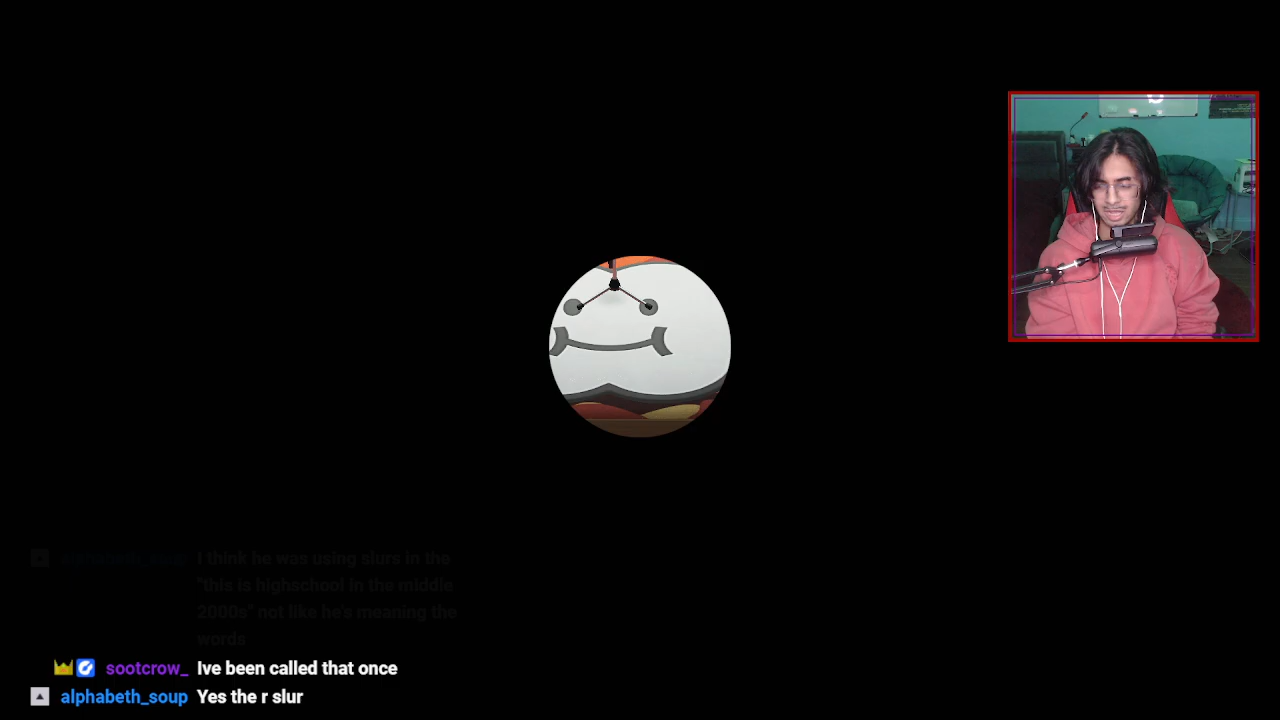 I think he was using slurs in the
"this is highschool in the middle
2000s" not like he's meaning the
words
sootcrow_ Ive been called that once
alphabeth_soup Yes the r slur